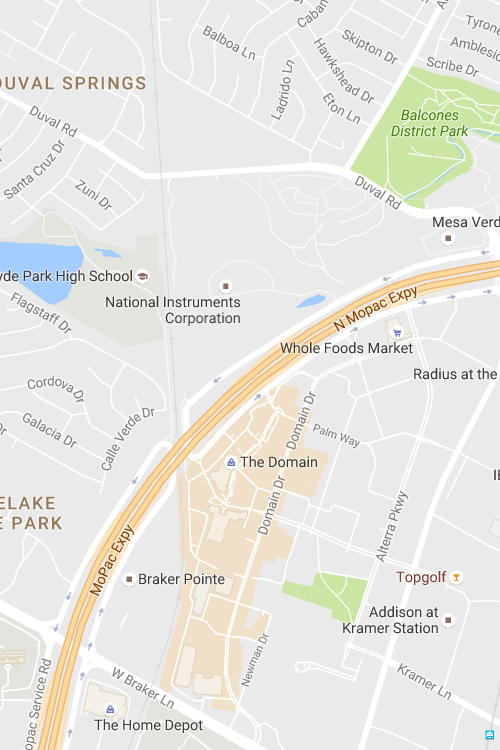 Caban
Tyrone
Balboa Ln
Skipton Dr
Ambleside
Scribe Dr
Hawkshead Dr
Ladrido Ln
Eton Ln
DUVAL SPRINGS
Duval Rd
Balcones
District Park
Santa Cruz Dr
Zuni Dr
Duval Rd
Mesa Verd
yde Park High School
National Instruments
Corporation
Flagstaff Dr
N Mopac Expy
Whole Foods Market
Radius at the
Cordova Dr
Galacia Dr
Calle Verde Dr
Domain Dr
Palm Way
The Domain
ELAKE
E PARK
Domain Dr
Alterra Pkwy
IB
MoPac Expy
Braker Pointe
Topgolf
Addison at
Kramer Station
Newman Dr
Kramer Ln
W Braker Ln
opac Service Rd
The Home Depot